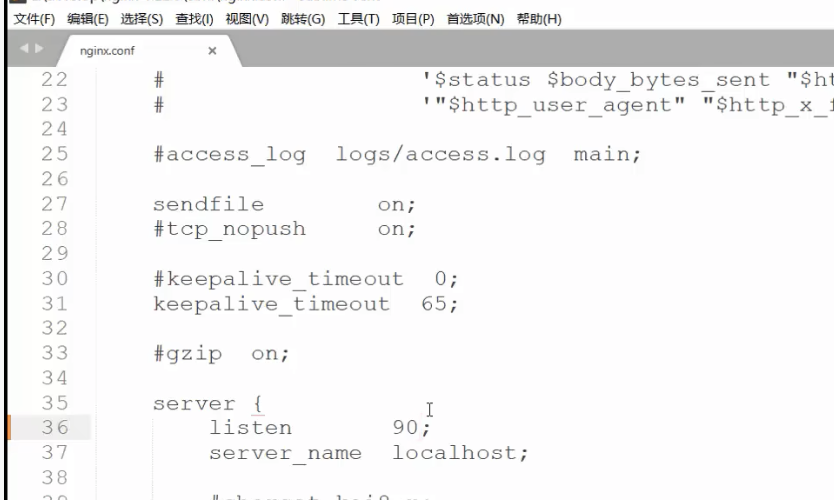 文件(F) 编辑(E) 选择(S) 查找(I) 视图(V) 跳转(G) 工具(T) 项目(P) 首选项(N) 帮助(H)
nginx.conf ×
22 # '$status $body_bytes_sent "$ht
23 # '"$http_user_agent" "$http_x_f
24
25 #access_log logs/access.log main;
26
27 sendfile on;
28 #tcp_nopush on;
29
30 #keepalive_timeout 0;
31 keepalive_timeout 65;
32
33 #gzip on;
34
35 server {
36 listen 90;
37 server_name localhost;
38